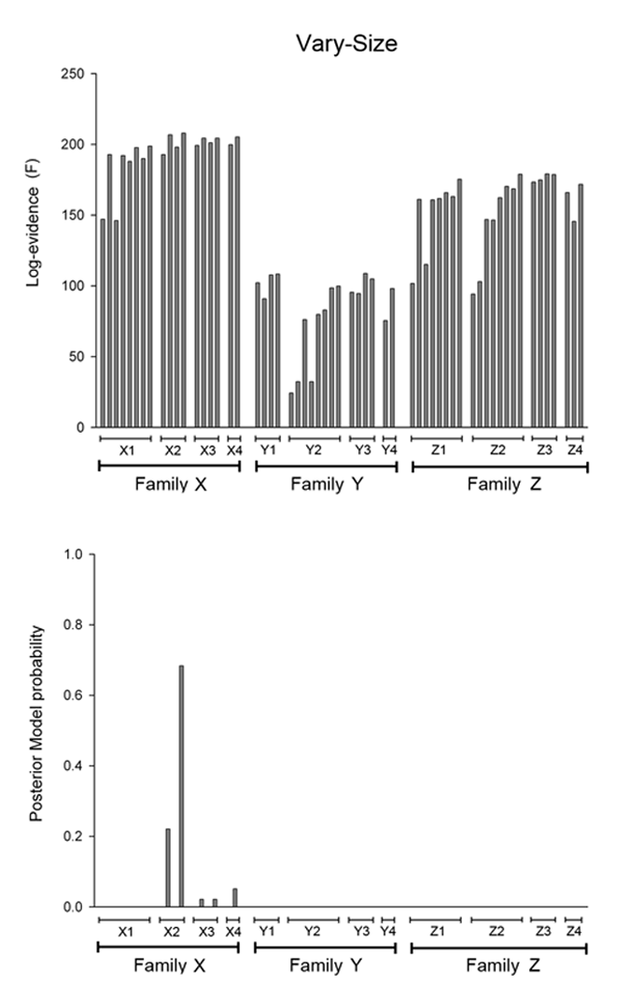 Vary-Size
Log-evidence (F)
250
200
150
100
50
0
X1 X2 X3 X4 Y1 Y2 Y3 Y4 Z1 Z2 Z3 Z4
Family X Family Y Family Z
Posterior Model probability
1.0
0.8
0.6
0.4
0.2
0.0
X1 X2 X3 X4 Y1 Y2 Y3 Y4 Z1 Z2 Z3 Z4
Family X Family Y Family Z